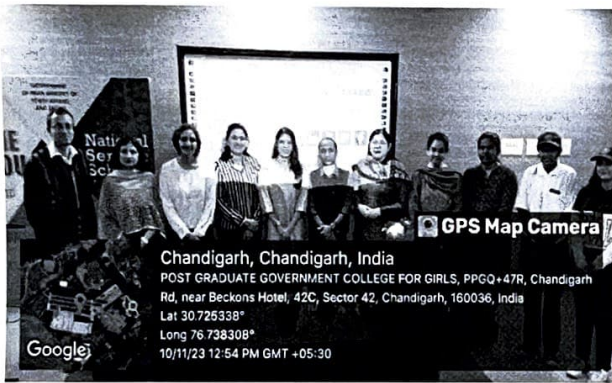 National
Service
Scheme
GPS Map Camera
Chandigarh, Chandigarh, India
POST GRADUATE GOVERNMENT COLLEGE FOR GIRLS, PPGQ+47R, Chandigarh
Rd, near Beckons Hotel, 42C, Sector 42, Chandigarh, 160036, India
Lat 30.725338°
Long 76.738308°
10/11/23 12:54 PM GMT +05:30
Google